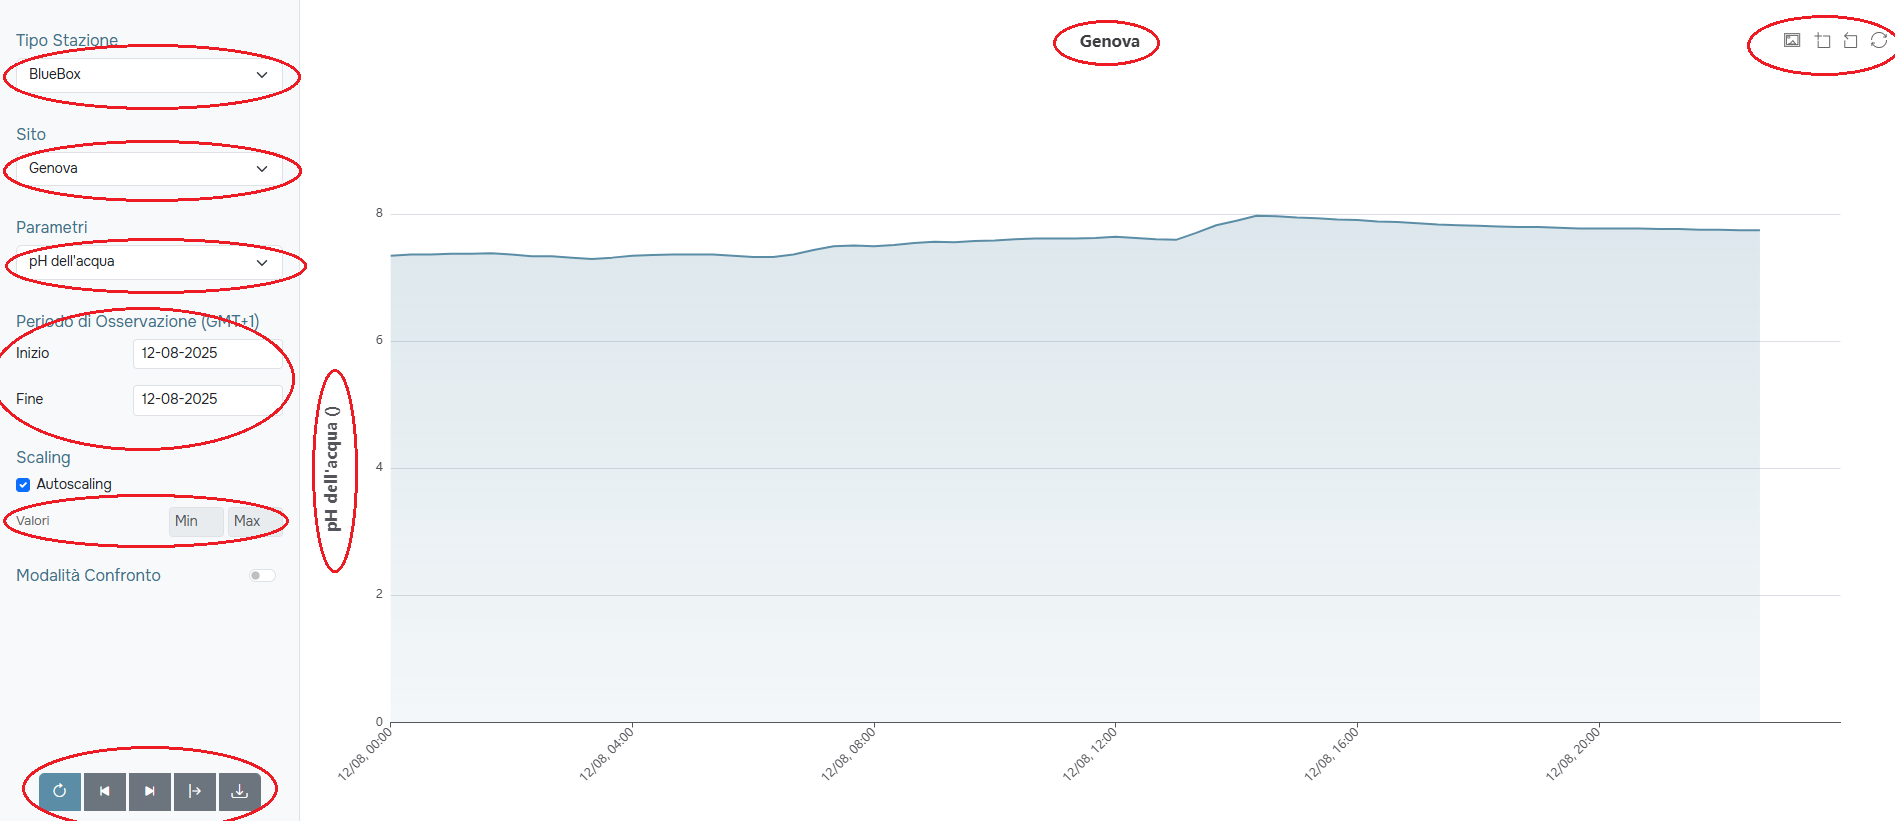 Tipo Stazione
BlueBox
Sito
Genova
Parametri
pH dell'acqua
Periodo di Osservazione (GMT+1)
Inizio 12-08-2025
Fine 12-08-2025
Scaling
Autoscaling
Valori Min Max
Modalità Confronto
Genova
pH dell'acqua ()
8
6
4
2
0
12/08, 00:00 12/08, 04:00 12/08, 08:00 12/08, 12:00 12/08, 16:00 12/08, 20:00